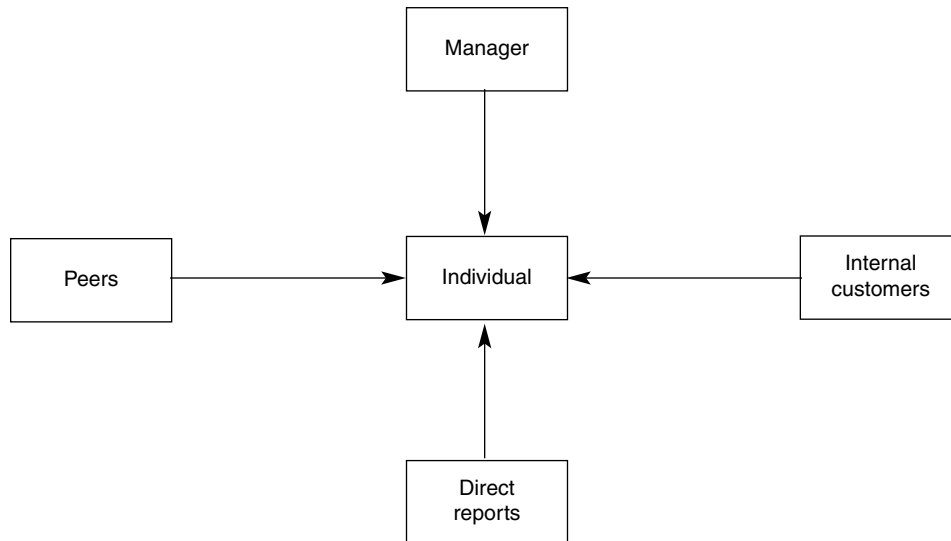 Manager
Peers
Individual
Internal
customers
Direct
reports